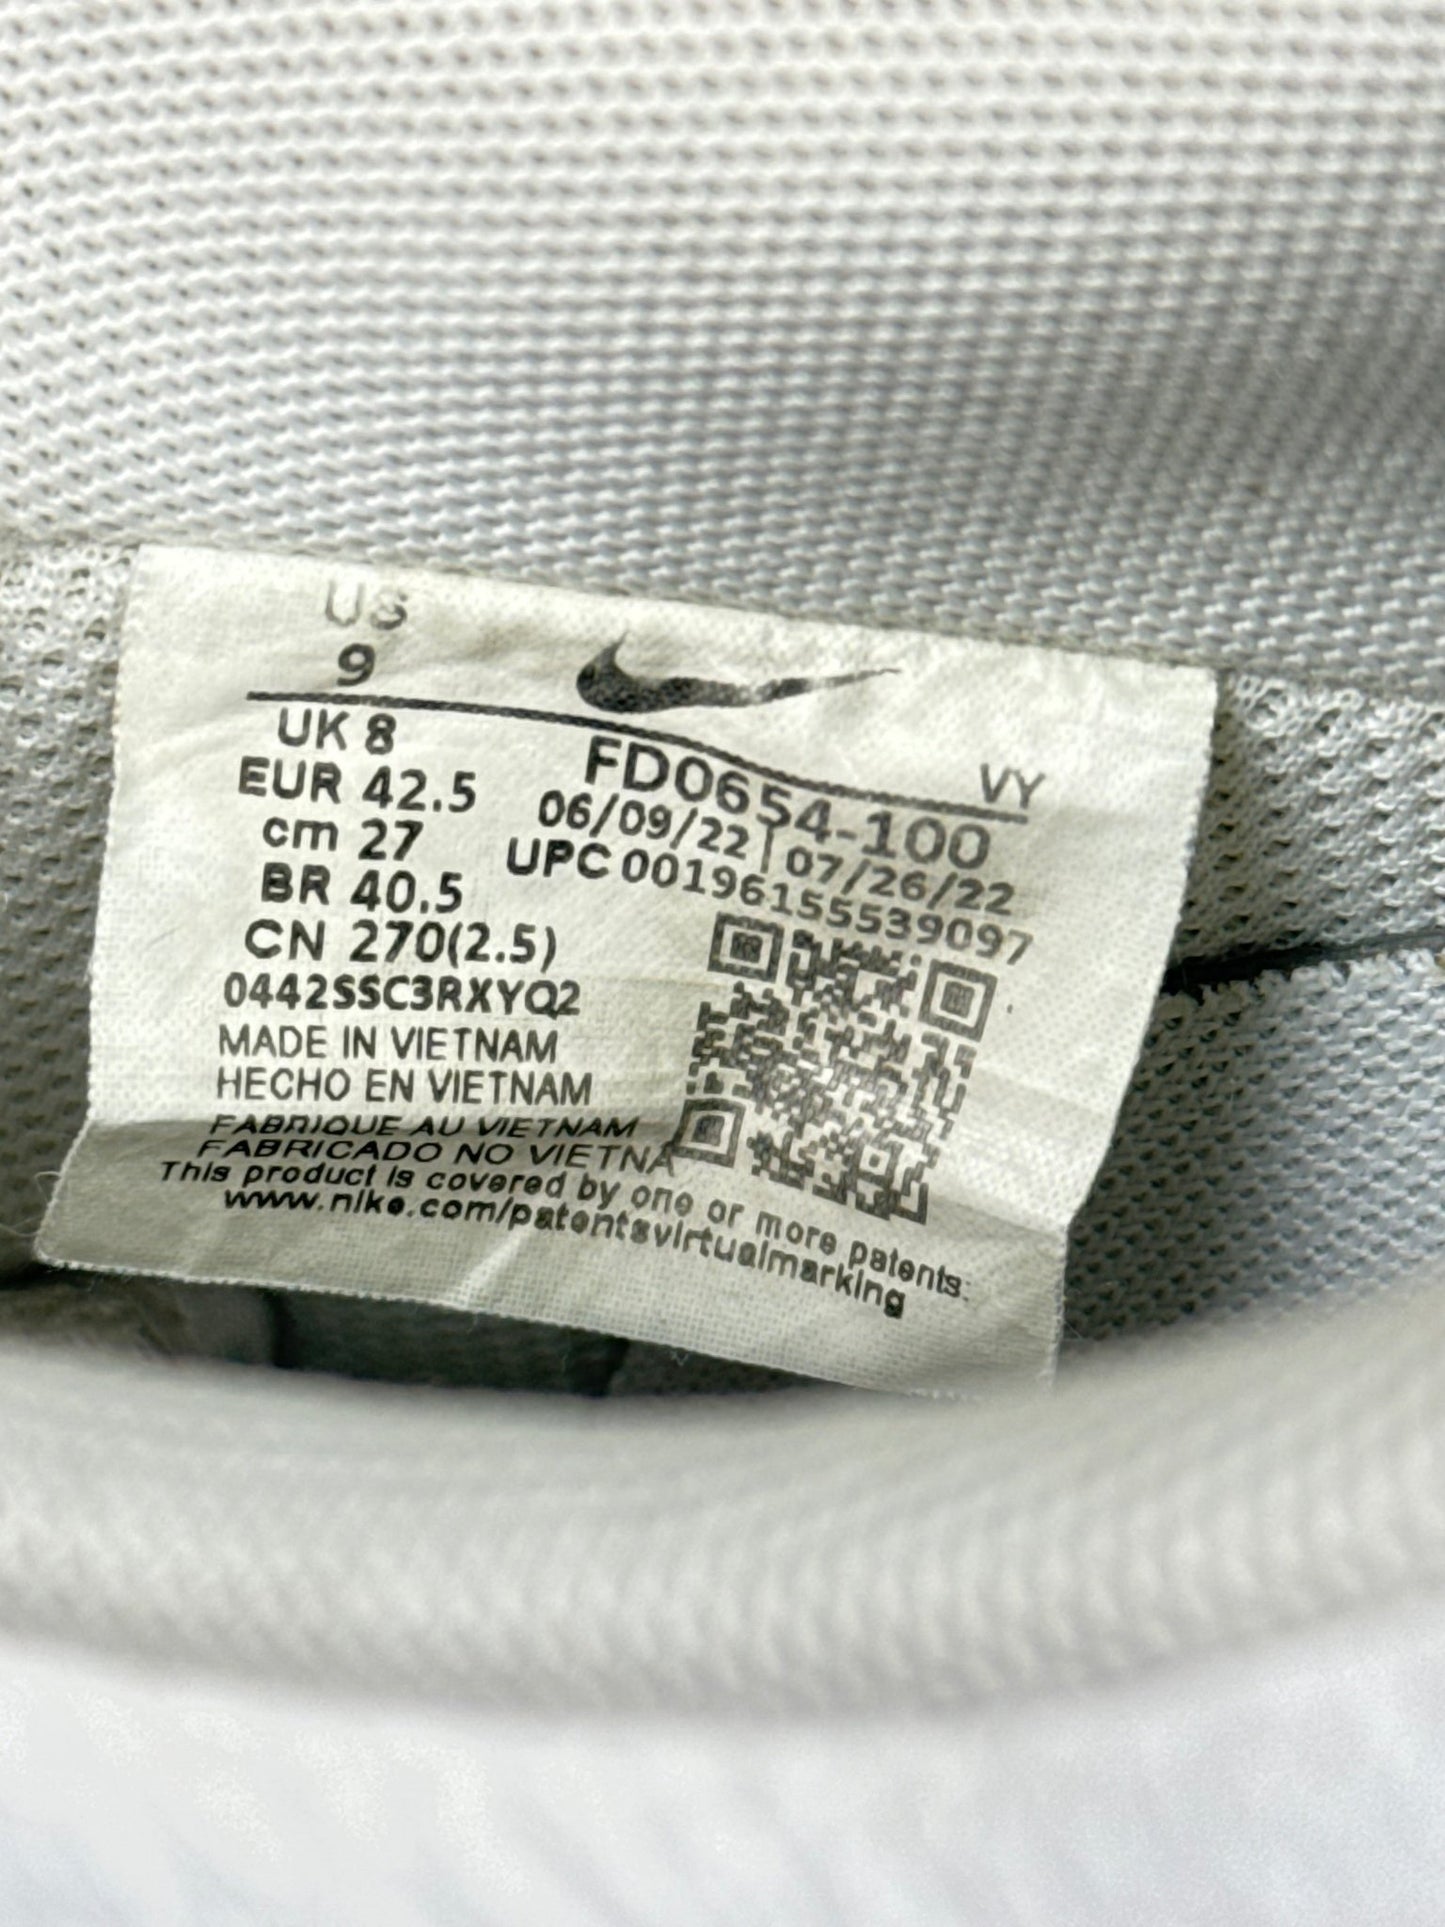 US
9
VY
UK 8
EUR 42.5
cm 27
BR 40.5
CN 270(2.5)
0442SSC3RXYQ2
FD0654-100
06/09/22 | 07/26/22
UPC 00196155539097
MADE IN VIETNAM
HECHO EN VIETNAM
FABRIQUE AU VIETNAM
FABRICADO NO VIETNA
This product is covered by one or more patents:
www.nike.com/patentsvirtualmarking